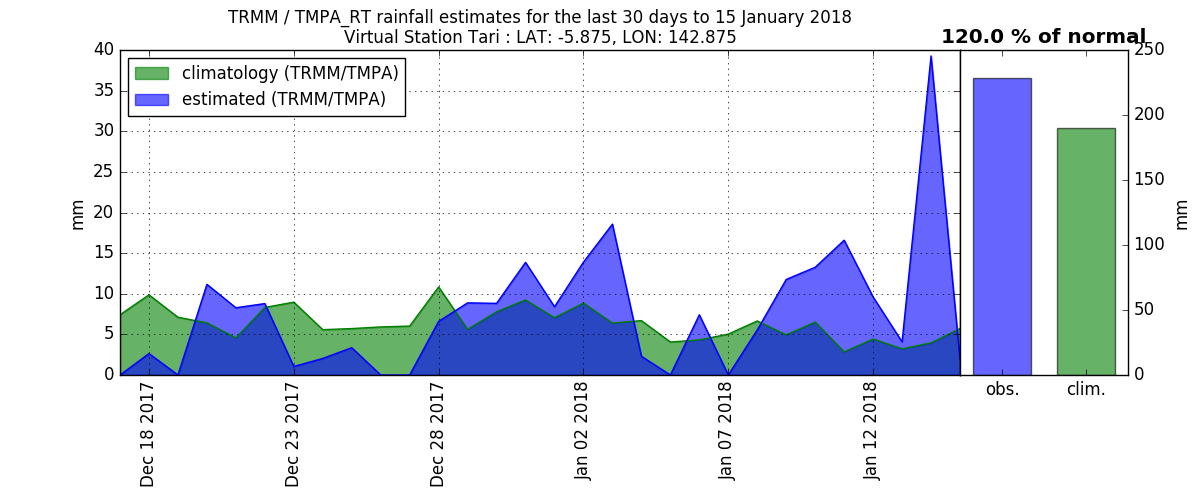 TRMM / TMPA_RT rainfall estimates for the last 30 days to 15 January 2018
Virtual Station Tari : LAT: -5.875, LON: 142.875
120.0 % of normal
climatology (TRMM/TMPA)
estimated (TRMM/TMPA)
mm
40
35
30
25
20
15
10
5
0
Dec 18 2017
Dec 23 2017
Dec 28 2017
Jan 02 2018
Jan 07 2018
Jan 12 2018
250
200
150
100
50
0
mm
obs.
clim.